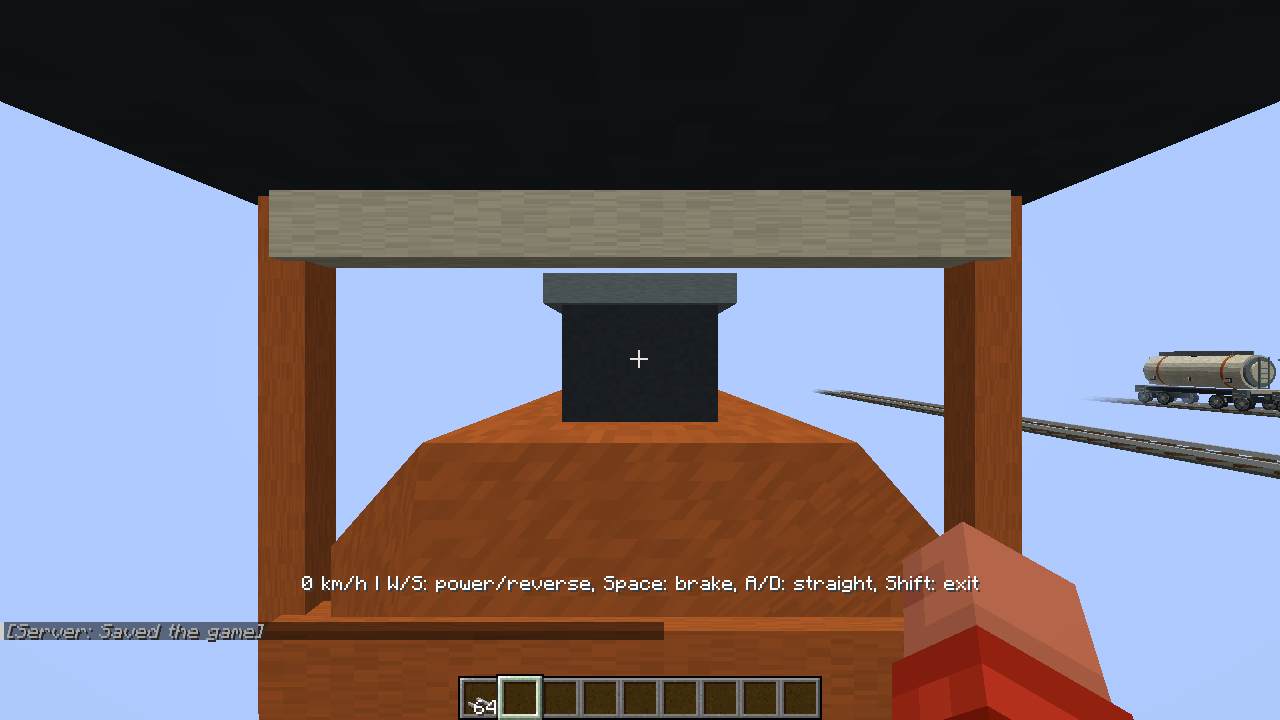 0 km/h | W/S: power/reverse, Space: brake, A/D: straight, Shift: exit
[Server: Saved the game]
64